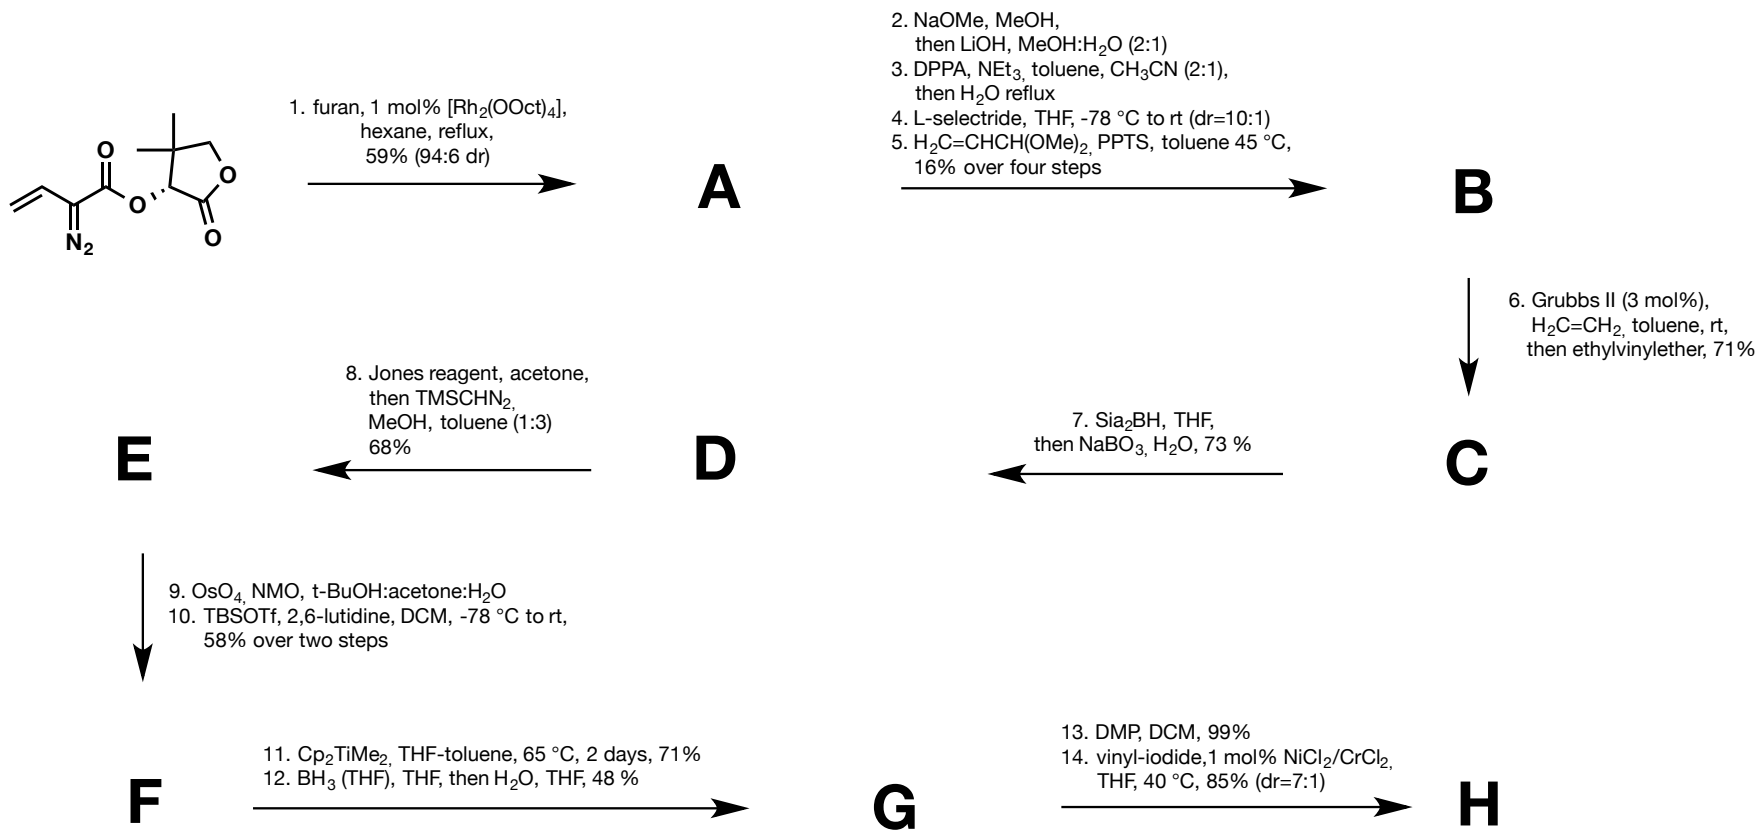 1. furan, 1 mol% [Rh₂(OOct)₄],
hexane, reflux,
59% (94:6 dr)
O
O
O
O
N₂
A
2. NaOMe, MeOH,
then LiOH, MeOH:H₂O (2:1)
3. DPPA, NEt₃, toluene, CH₃CN (2:1),
then H₂O reflux
4. L-selectride, THF, -78 °C to rt (dr=10:1)
5. H₂C=CHCH(OMe)₂, PPTS, toluene 45 °C,
16% over four steps
B
6. Grubbs II (3 mol%),
H₂C=CH₂, toluene, rt,
then ethylvinylether, 71%
C
7. Sia₂BH, THF,
then NaBO₃, H₂O, 73 %
D
8. Jones reagent, acetone,
then TMSCHN₂,
MeOH, toluene (1:3)
68%
E
9. OsO₄, NMO, t-BuOH:acetone:H₂O
10. TBSOTf, 2,6-lutidine, DCM, -78 °C to rt,
58% over two steps
F
11. Cp₂TiMe₂, THF-toluene, 65 °C, 2 days, 71%
12. BH₃ (THF), THF, then H₂O, THF, 48 %
G
13. DMP, DCM, 99%
14. vinyl-iodide,1 mol% NiCl₂/CrCl₂,
THF, 40 °C, 85% (dr=7:1)
H